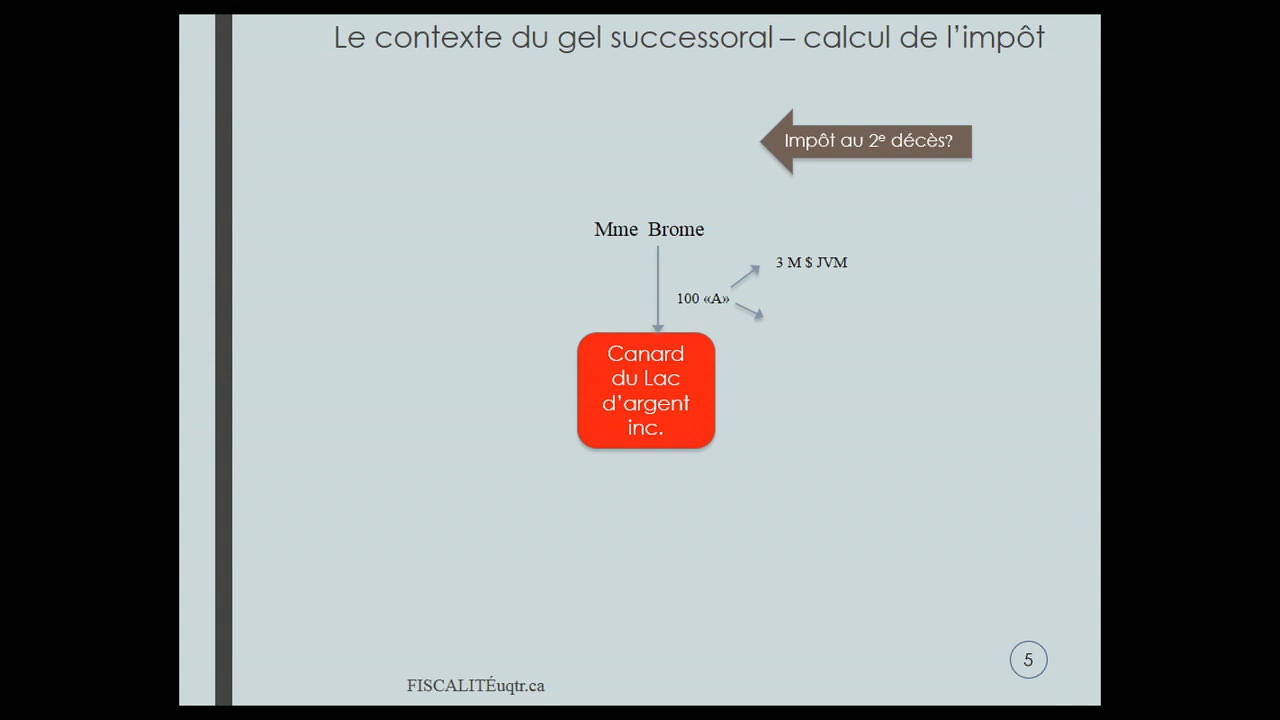 Le contexte du gel successoral – calcul de l’impôt
Impôt au 2e décès?
Mme Brome
3 M $ JVM
100 «A»
Canard
du Lac
d’argent
inc.
5
FISCALITÉuqtr.ca